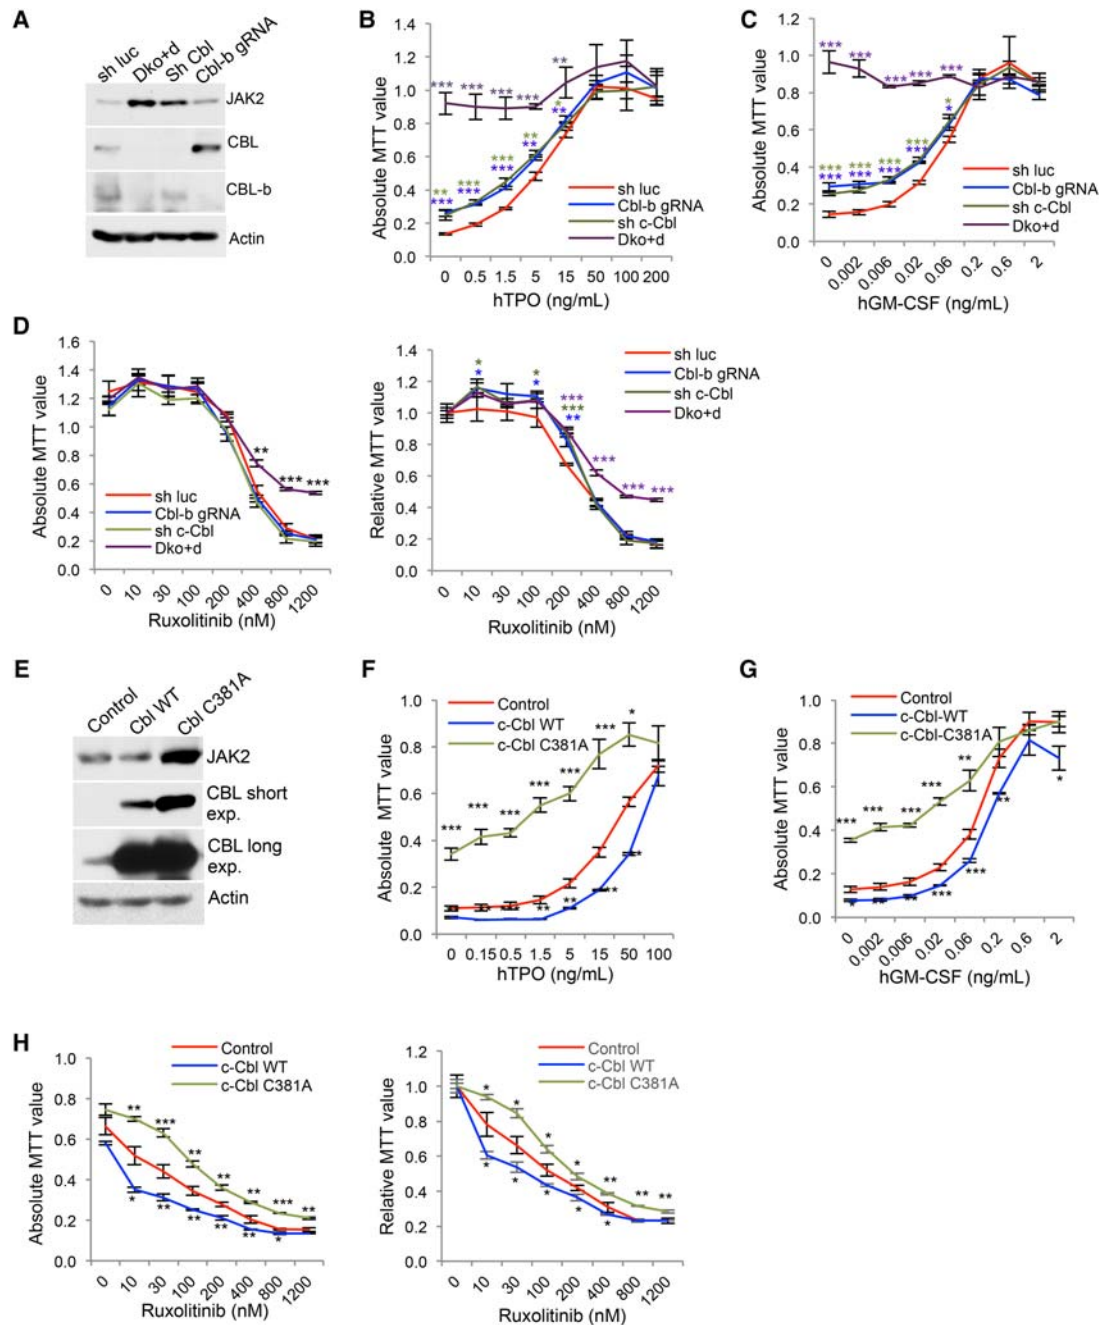 A
sh luc
Dko+d
Sh Cbl
Cbl-b gRNA
JAK2
CBL
CBL-b
Actin
B
Absolute MTT value
1.4
1.2
1.0
0.8
0.6
0.4
0.2
0.0
*** *** *** *** **
** *** *** ** *
*** *** *** ** **
sh luc
Cbl-b gRNA
sh c-Cbl
Dko+d
0 0.5 1.5 5 15 50 100 200
hTPO (ng/mL)
C
Absolute MTT value
1.2
1.0
0.8
0.6
0.4
0.2
0.0
*** *** *** *** ***
*** *** *** *** *
*** *** *** *** *
sh luc
Cbl-b gRNA
sh c-Cbl
Dko+d
0 0.002 0.006 0.02 0.06 0.2 0.6 2
hGM-CSF (ng/mL)
D
Absolute MTT value
1.6
1.4
1.2
1.0
0.8
0.6
0.4
0.2
0.0
** *** ***
sh luc
Cbl-b gRNA
sh c-Cbl
Dko+d
0 10 30 100 200 400 800 1200
Ruxolitinib (nM)
Relative MTT value
1.4
1.2
1.0
0.8
0.6
0.4
0.2
0.0
* * ***
* * ***
**
*** *** ***
sh luc
Cbl-b gRNA
sh c-Cbl
Dko+d
0 10 30 100 200 400 800 1200
Ruxolitinib (nM)
E
Control
Cbl WT
Cbl C381A
JAK2
CBL short
exp.
CBL long
exp.
Actin
F
Absolute MTT value
1.0
0.8
0.6
0.4
0.2
0.0
Control
c-Cbl WT
c-Cbl C381A
*** *** *** *** *** *** *
** ** ** *
0 0.15 0.5 1.5 5 15 50 100
hTPO (ng/mL)
G
Absolute MTT value
1.0
0.8
0.6
0.4
0.2
0.0
Control
c-Cbl-WT
c-Cbl-C381A
*** *** *** *** **
* ** ** *** *** ** *
0 0.002 0.006 0.02 0.06 0.2 0.6 2
hGM-CSF (ng/mL)
H
Absolute MTT value
1.0
0.8
0.6
0.4
0.2
0.0
Control
c-Cbl WT
c-Cbl C381A
** *** ** ** ** *** **
* ** ** ** ** *
0 10 30 100 200 400 800 1200
Ruxolitinib (nM)
Relative MTT value
1.2
1.0
0.8
0.6
0.4
0.2
0.0
Control
c-Cbl WT
c-Cbl C381A
* * * * * ** **
* * * * *
0 10 30 100 200 400 800 1200
Ruxolitinib (nM)